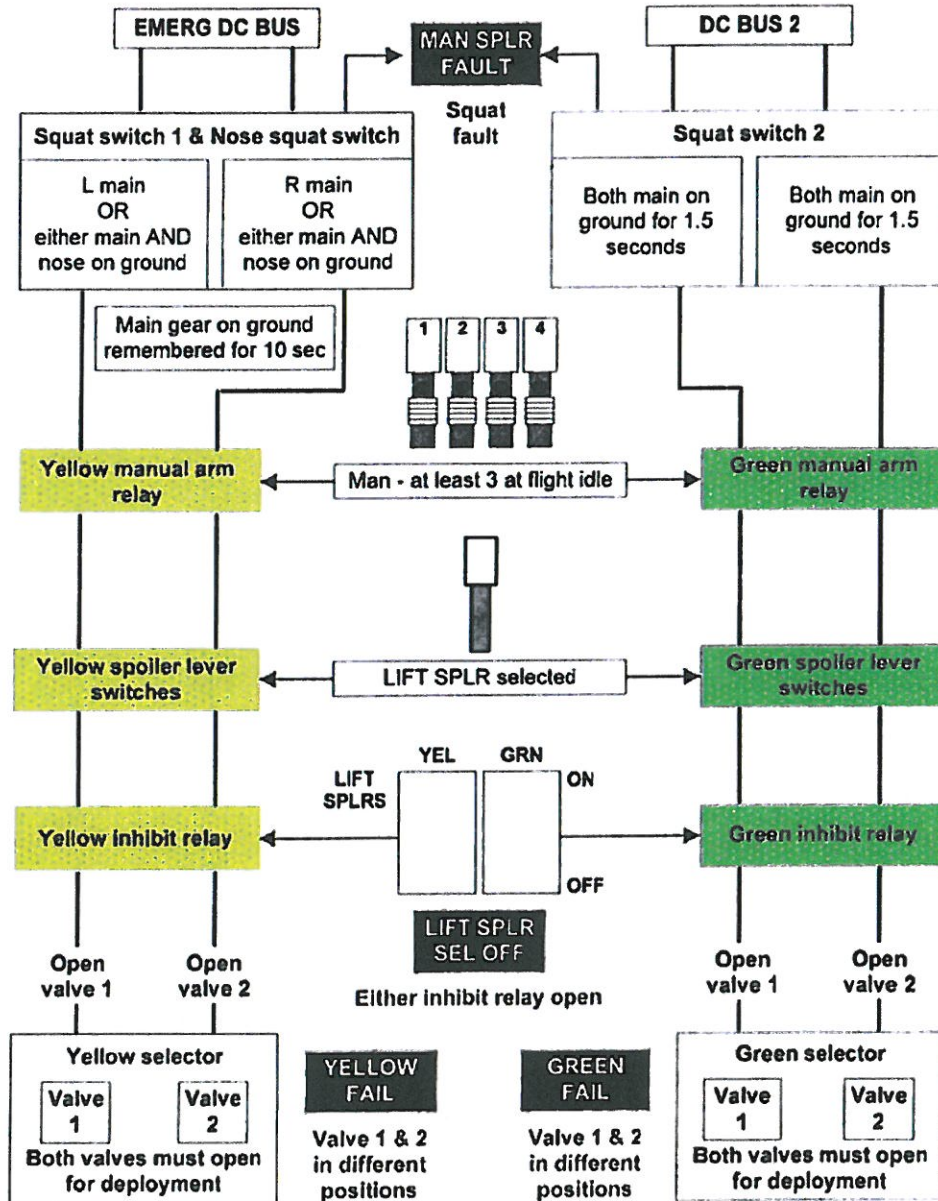 EMERG DC BUS
MAN SPLR
FAULT
DC BUS 2
Squat
fault
Squat switch 1 & Nose squat switch
L main
OR
either main AND
nose on ground
R main
OR
either main AND
nose on ground
Squat switch 2
Both main on
ground for 1.5
seconds
Both main on
ground for 1.5
seconds
Main gear on ground
remembered for 10 sec
1 2 3 4
Yellow manual arm
relay
Man - at least 3 at flight idle
Green manual arm
relay
Yellow spoiler lever
switches
LIFT SPLR selected
Green spoiler lever
switches
YEL GRN
LIFT
SPLRS
ON
OFF
Yellow inhibit relay
Green inhibit relay
LIFT SPLR
SEL OFF
Either inhibit relay open
Open
valve 1
Open
valve 2
Open
valve 1
Open
valve 2
Yellow selector
Valve
1
Valve
2
Both valves must open
for deployment
YELLOW
FAIL
Valve 1 & 2
in different
positions
GREEN
FAIL
Valve 1 & 2
in different
positions
Green selector
Valve
1
Valve
2
Both valves must open
for deployment